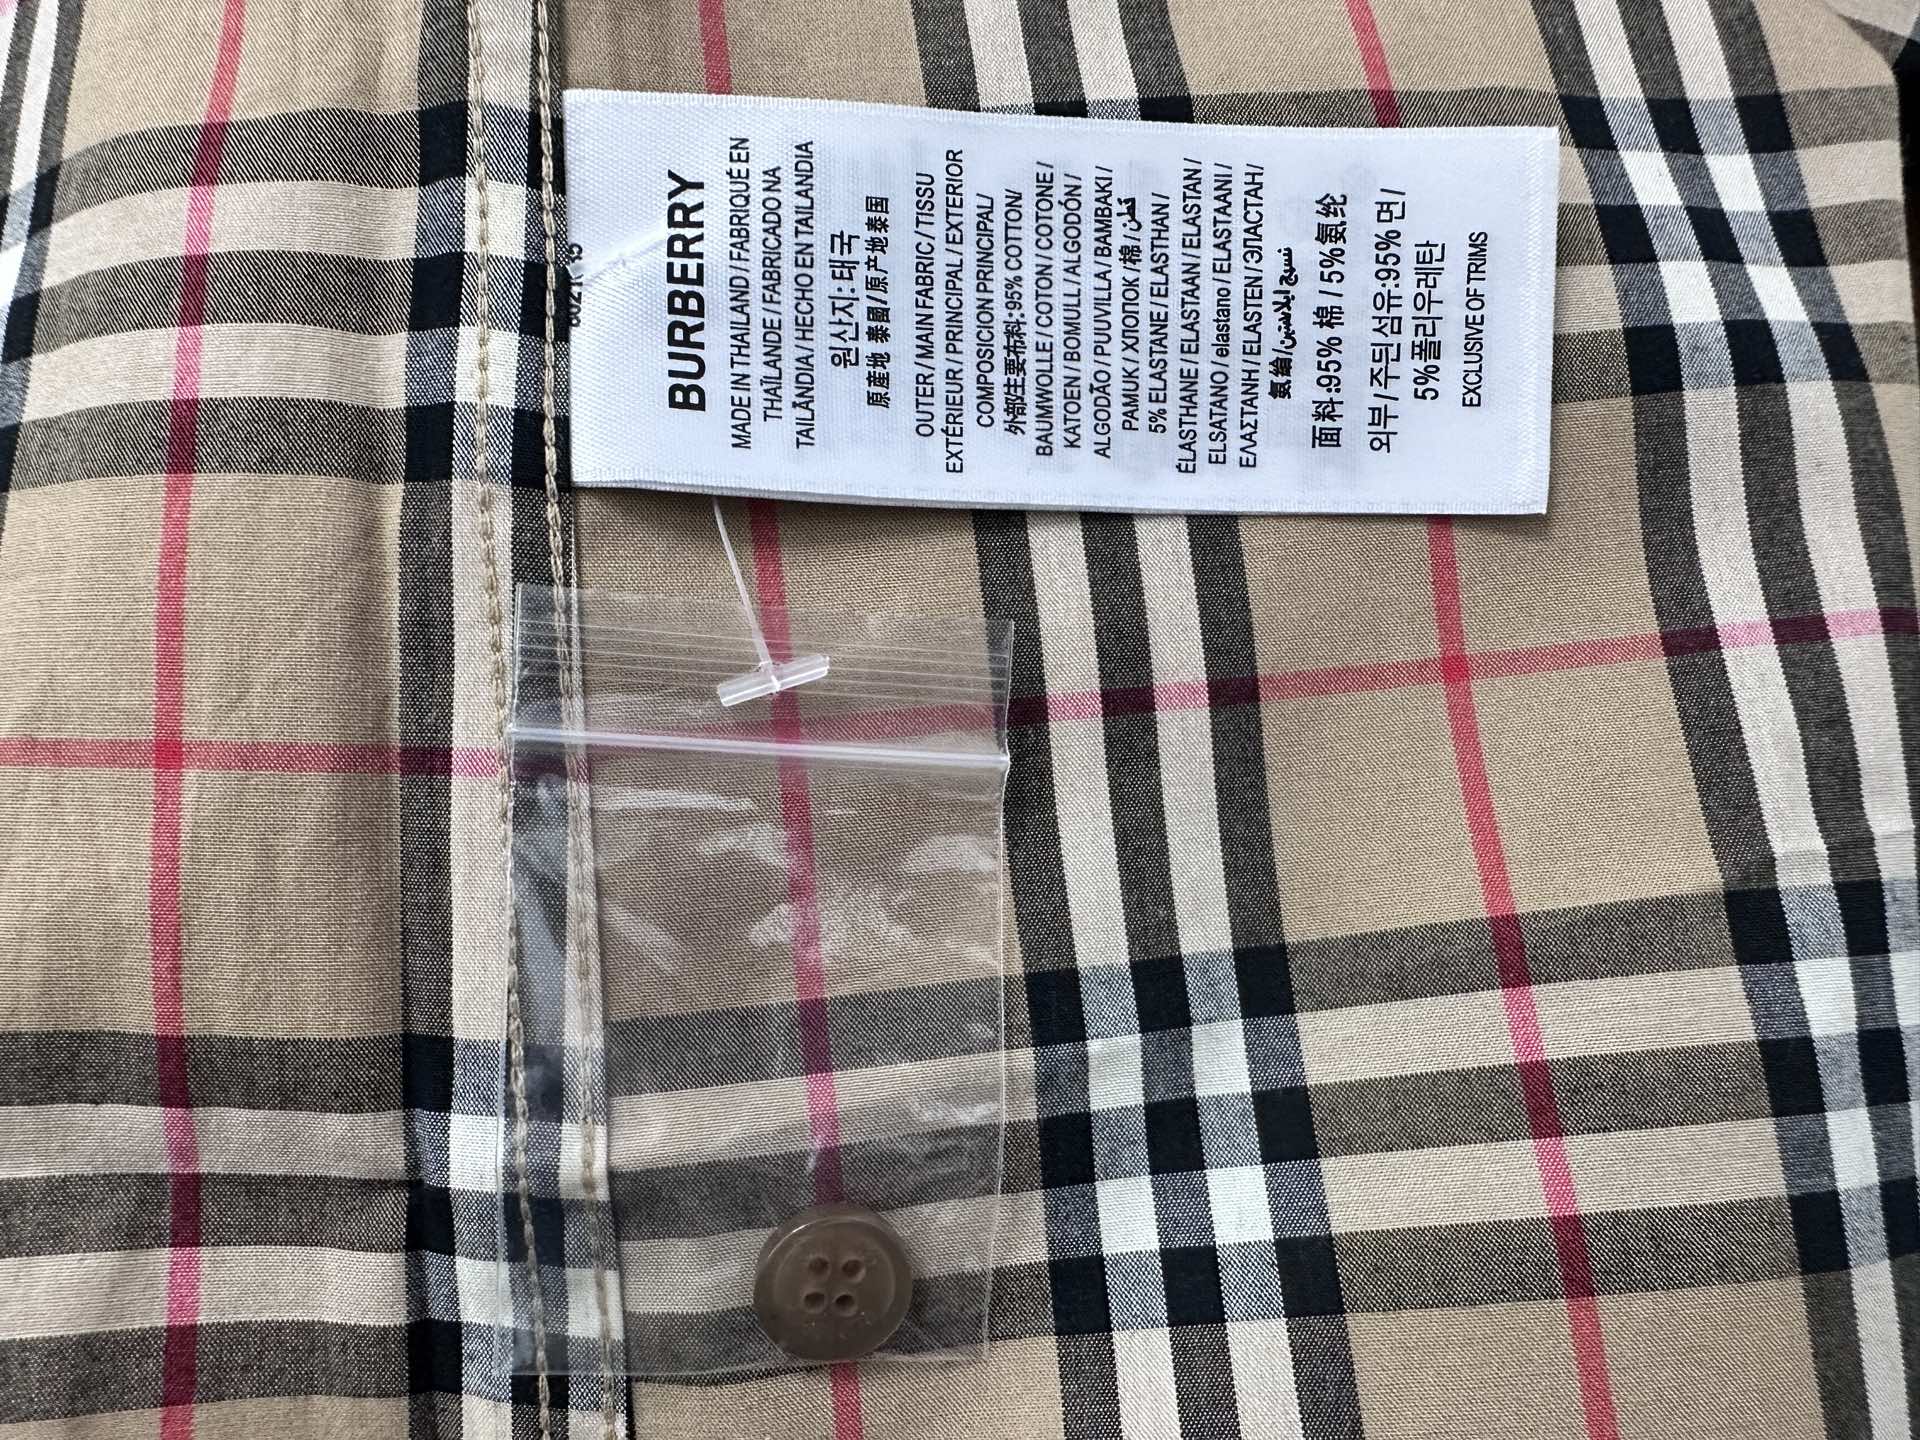 BURBERRY
MADE IN THAILAND / FABRIQUÉ EN
THAÏLANDE / FABRICADO NA
TAILÂNDIA / HECHO EN TAILANDIA
원산지: 태국
原産地 泰國/原产地泰国
OUTER / MAIN FABRIC / TISSU
EXTÉRIEUR / PRINCIPAL / EXTERIOR
COMPOSICION PRINCIPAL/
外部主要布料: 95% COTTON/
BAUMWOLLE / COTON / COTONE /
KATOEN / BOMULL / ALGODÓN /
ALGODÃO / PUUVILLA / BAMBAKI /
PAMUK / ХЛОПОК / 棉 / قطن /
5% ELASTANE / ELASTHAN /
ÉLASTHANE / ELASTAAN / ELASTAN /
ELSATANO / elastano / ELASTAANI /
ΕΛΑΣΤΑΝΗ / ELASTEN / ЭЛАСТАН /
氨綸/
面料:95% 棉 / 5%氨纶
외부 / 주된 섬유:95% 면 /
5%폴리우레탄
EXCLUSIVE OF TRIMS